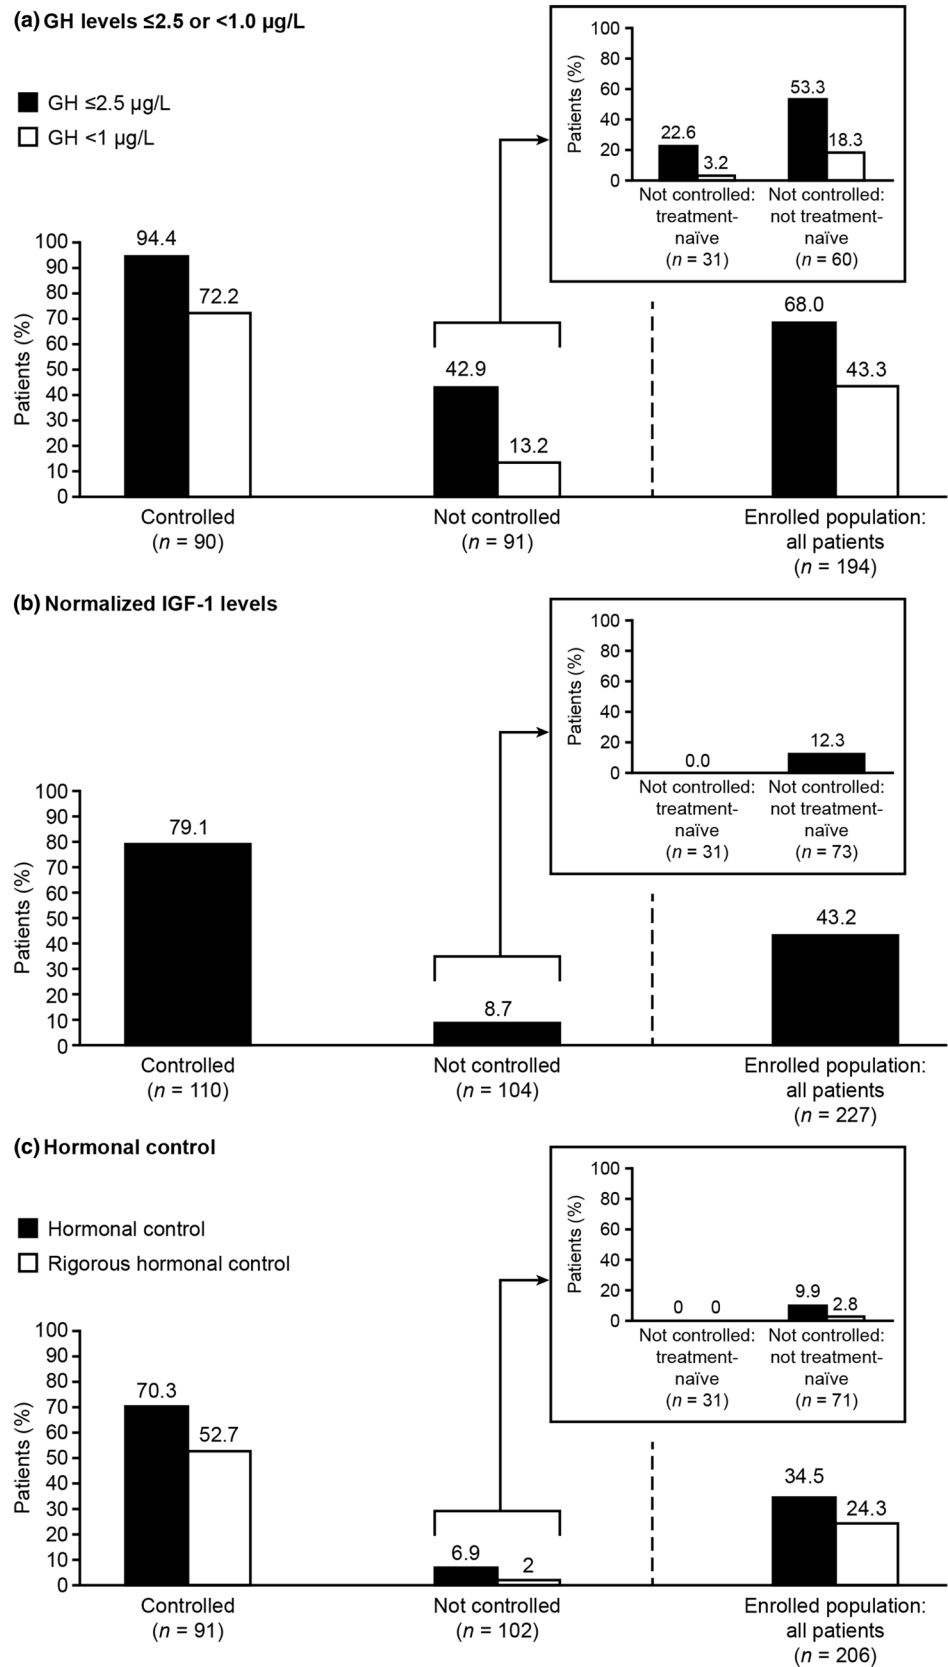 (a) GH levels ≤2.5 or <1.0 µg/L
GH ≤2.5 µg/L
GH <1 µg/L
Patients (%)
100
90
80
70
60
50
40
30
20
10
0
94.4
72.2
42.9
13.2
68.0
43.3
Controlled
(n = 90)
Not controlled
(n = 91)
Enrolled population:
all patients
(n = 194)
Patients (%)
100
80
60
40
20
0
22.6
3.2
53.3
18.3
Not controlled:
treatment-
naïve
(n = 31)
Not controlled:
not treatment-
naïve
(n = 60)
(b) Normalized IGF-1 levels
Patients (%)
100
90
80
70
60
50
40
30
20
10
0
79.1
8.7
43.2
Controlled
(n = 110)
Not controlled
(n = 104)
Enrolled population:
all patients
(n = 227)
Patients (%)
100
80
60
40
20
0
0.0
12.3
Not controlled:
treatment-
naïve
(n = 31)
Not controlled:
not treatment-
naïve
(n = 73)
(c) Hormonal control
Hormonal control
Rigorous hormonal control
Patients (%)
100
90
80
70
60
50
40
30
20
10
0
70.3
52.7
6.9
2
34.5
24.3
Controlled
(n = 91)
Not controlled
(n = 102)
Enrolled population:
all patients
(n = 206)
Patients (%)
100
80
60
40
20
0
0
0
9.9
2.8
Not controlled:
treatment-
naïve
(n = 31)
Not controlled:
not treatment-
naïve
(n = 71)